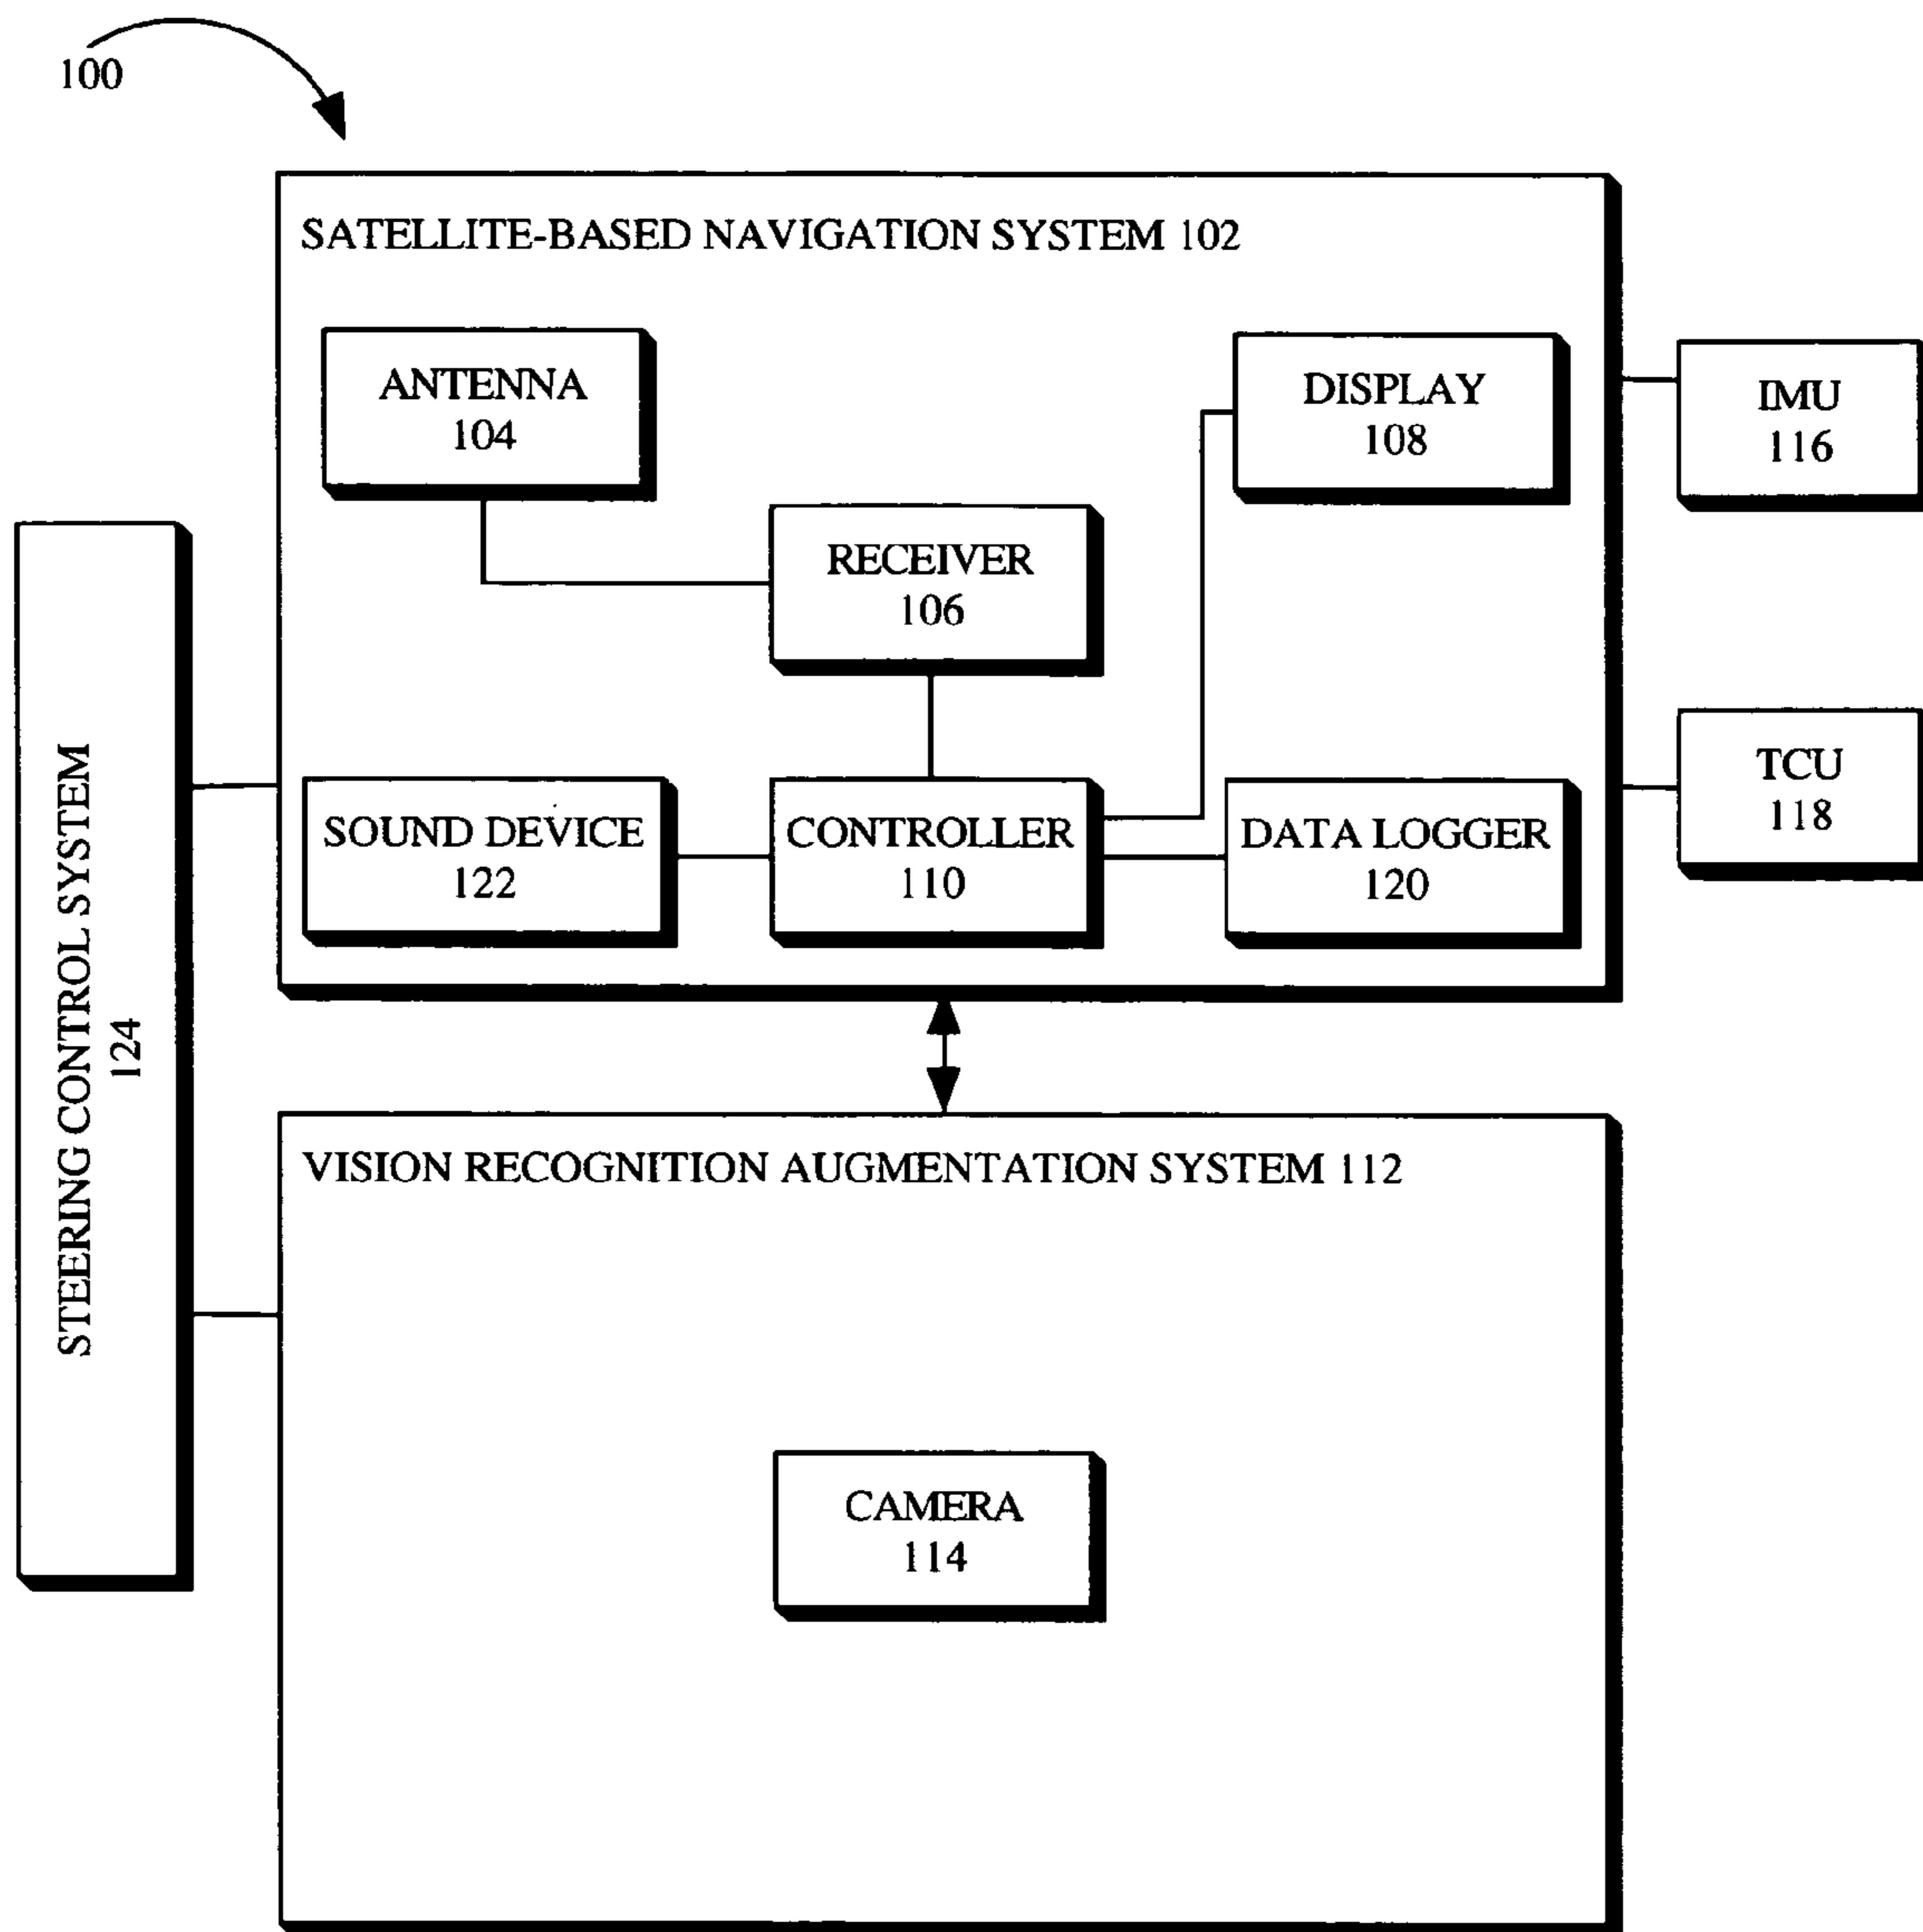 100
SATELLITE-BASED NAVIGATION SYSTEM 102
ANTENNA
104
DISPLAY
108
IMU
116
RECEIVER
106
TCU
118
SOUND DEVICE
122
CONTROLLER
110
DATA LOGGER
120
STEERING CONTROL SYSTEM
124
VISION RECOGNITION AUGMENTATION SYSTEM 112
CAMERA
114